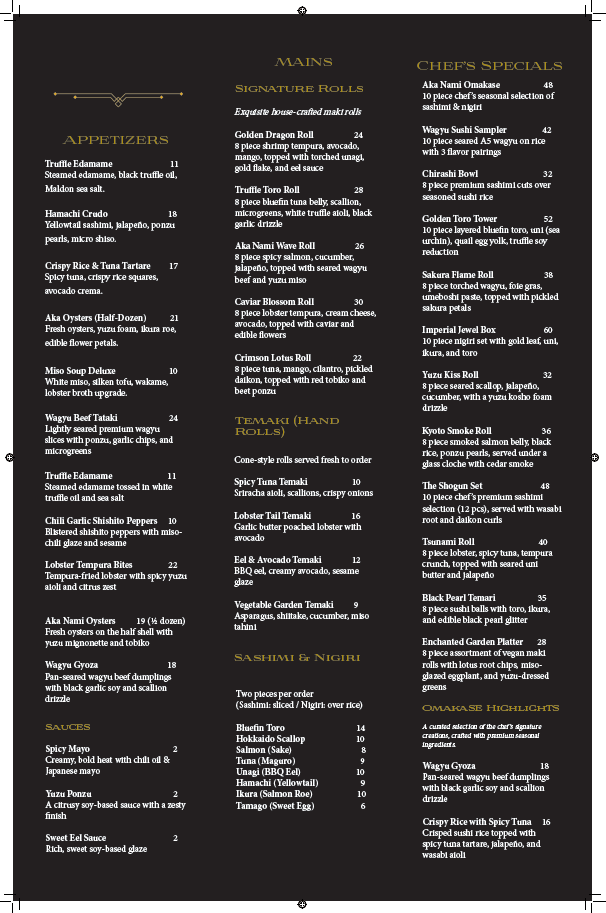 APPETIZERS
Truffle Edamame 11
Steamed edamame, black truffle oil,
Maldon sea salt.
Hamachi Crudo 18
Yellowtail sashimi, jalapeño, ponzu
pearls, micro shiso.
Crispy Rice & Tuna Tartare 17
Spicy tuna, crispy rice squares,
avocado crema.
Aka Oysters (Half-Dozen) 21
Fresh oysters, yuzu foam, ikura roe,
edible flower petals.
Miso Soup Deluxe 10
White miso, silken tofu, wakame,
lobster broth upgrade.
Wagyu Beef Tataki 24
Lightly seared premium wagyu
slices with ponzu, garlic chips, and
microgreens
Truffle Edamame 11
Steamed edamame tossed in white
truffle oil and sea salt
Chili Garlic Shishito Peppers 10
Blistered shishito peppers with miso-
chili glaze and sesame
Lobster Tempura Bites 22
Tempura-fried lobster with spicy yuzu
aioli and citrus zest
Aka Nami Oysters 19 (½ dozen)
Fresh oysters on the half shell with
yuzu mignonette and tobiko
Wagyu Gyoza 18
Pan-seared wagyu beef dumplings
with black garlic soy and scallion
drizzle
SAUCES
Spicy Mayo 2
Creamy, bold heat with chili oil &
Japanese mayo
Yuzu Ponzu 2
A citrusy soy-based sauce with a zesty
finish
Sweet Eel Sauce 2
Rich, sweet soy-based glaze
MAINS
SIGNATURE ROLLS
Exquisite house-crafted maki rolls
Golden Dragon Roll 24
8 piece shrimp tempura, avocado,
mango, topped with torched unagi,
gold flake, and eel sauce
Truffle Toro Roll 28
8 piece bluefin tuna belly, scallion,
microgreens, white truffle aioli, black
garlic drizzle
Aka Nami Wave Roll 26
8 piece spicy salmon, cucumber,
jalapeño, topped with seared wagyu
beef and yuzu miso
Caviar Blossom Roll 30
8 piece lobster tempura, cream cheese,
avocado, topped with caviar and
edible flowers
Crimson Lotus Roll 22
8 piece tuna, mango, cilantro, pickled
daikon, topped with red tobiko and
beet ponzu
TEMAKI (HAND
ROLLS)
Cone-style rolls served fresh to order
Spicy Tuna Temaki 10
Sriracha aioli, scallions, crispy onions
Lobster Tail Temaki 16
Garlic butter poached lobster with
avocado
Eel & Avocado Temaki 12
BBQ eel, creamy avocado, sesame
glaze
Vegetable Garden Temaki 9
Asparagus, shiitake, cucumber, miso
tahini
SASHIMI & NIGIRI
Two pieces per order
(Sashimi: sliced / Nigiri: over rice)
Bluefin Toro 14
Hokkaido Scallop 10
Salmon (Sake) 8
Tuna (Maguro) 9
Unagi (BBQ Eel) 10
Hamachi (Yellowtail) 9
Ikura (Salmon Roe) 10
Tamago (Sweet Egg) 6
CHEF'S SPECIALS
Aka Nami Omakase 48
10 piece chef's seasonal selection of
sashimi & nigiri
Wagyu Sushi Sampler 42
10 piece seared A5 wagyu on rice
with 3 flavor pairings
Chirashi Bowl 32
8 piece premium sashimi cuts over
seasoned sushi rice
Golden Toro Tower 52
10 piece layered bluefin toro, uni (sea
urchin), quail egg yolk, truffle soy
reduction
Sakura Flame Roll 38
8 piece torched wagyu, foie gras,
umeboshi paste, topped with pickled
sakura petals
Imperial Jewel Box 60
10 piece nigiri set with gold leaf, uni,
ikura, and toro
Yuzu Kiss Roll 32
8 piece seared scallop, jalapeño,
cucumber, with a yuzu kosho foam
drizzle
Kyoto Smoke Roll 36
8 piece smoked salmon belly, black
rice, ponzu pearls, served under a
glass cloche with cedar smoke
The Shogun Set 48
10 piece chef's premium sashimi
selection (12 pcs), served with wasabi
root and daikon curls
Tsunami Roll 40
8 piece lobster, spicy tuna, tempura
crunch, topped with seared uni
butter and jalapeño
Black Pearl Temari 35
8 piece sushi balls with toro, ikura,
and edible black pearl glitter
Enchanted Garden Platter 28
8 piece assortment of vegan maki
rolls with lotus root chips, miso-
glazed eggplant, and yuzu-dressed
greens
OMAKASE HIGHLIGHTS
A curated selection of the chef's signature
creations, crafted with premium seasonal
ingredients.
Wagyu Gyoza 18
Pan-seared wagyu beef dumplings
with black garlic soy and scallion
drizzle
Crispy Rice with Spicy Tuna 16
Crisped sushi rice topped with
spicy tuna tartare, jalapeño, and
wasabi aioli